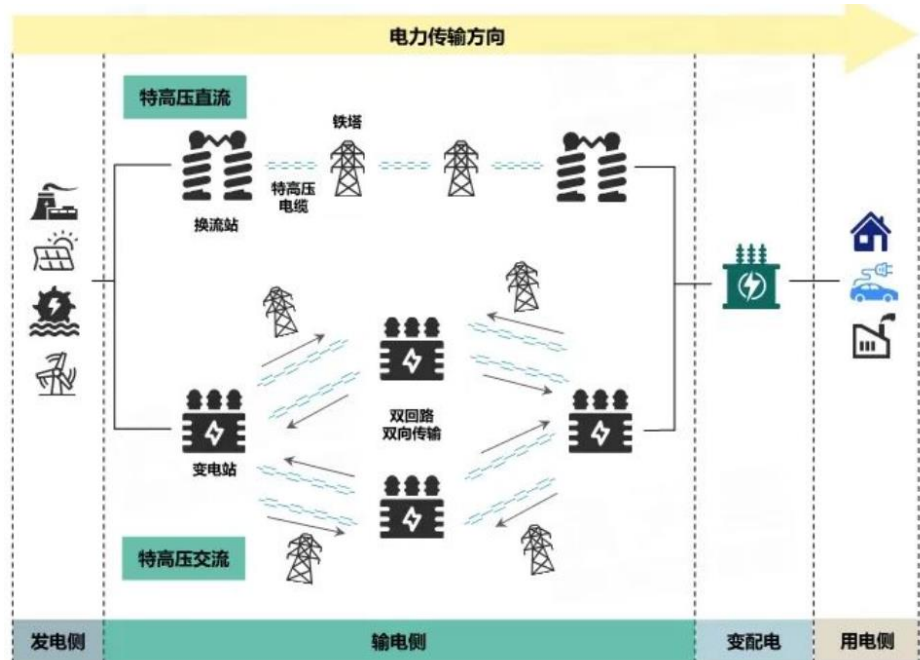 电力传输方向
特高压直流
铁塔
特高压
电缆
换流站
双回路
双向传输
变电站
特高压交流
发电侧
输电侧
变配电
用电侧